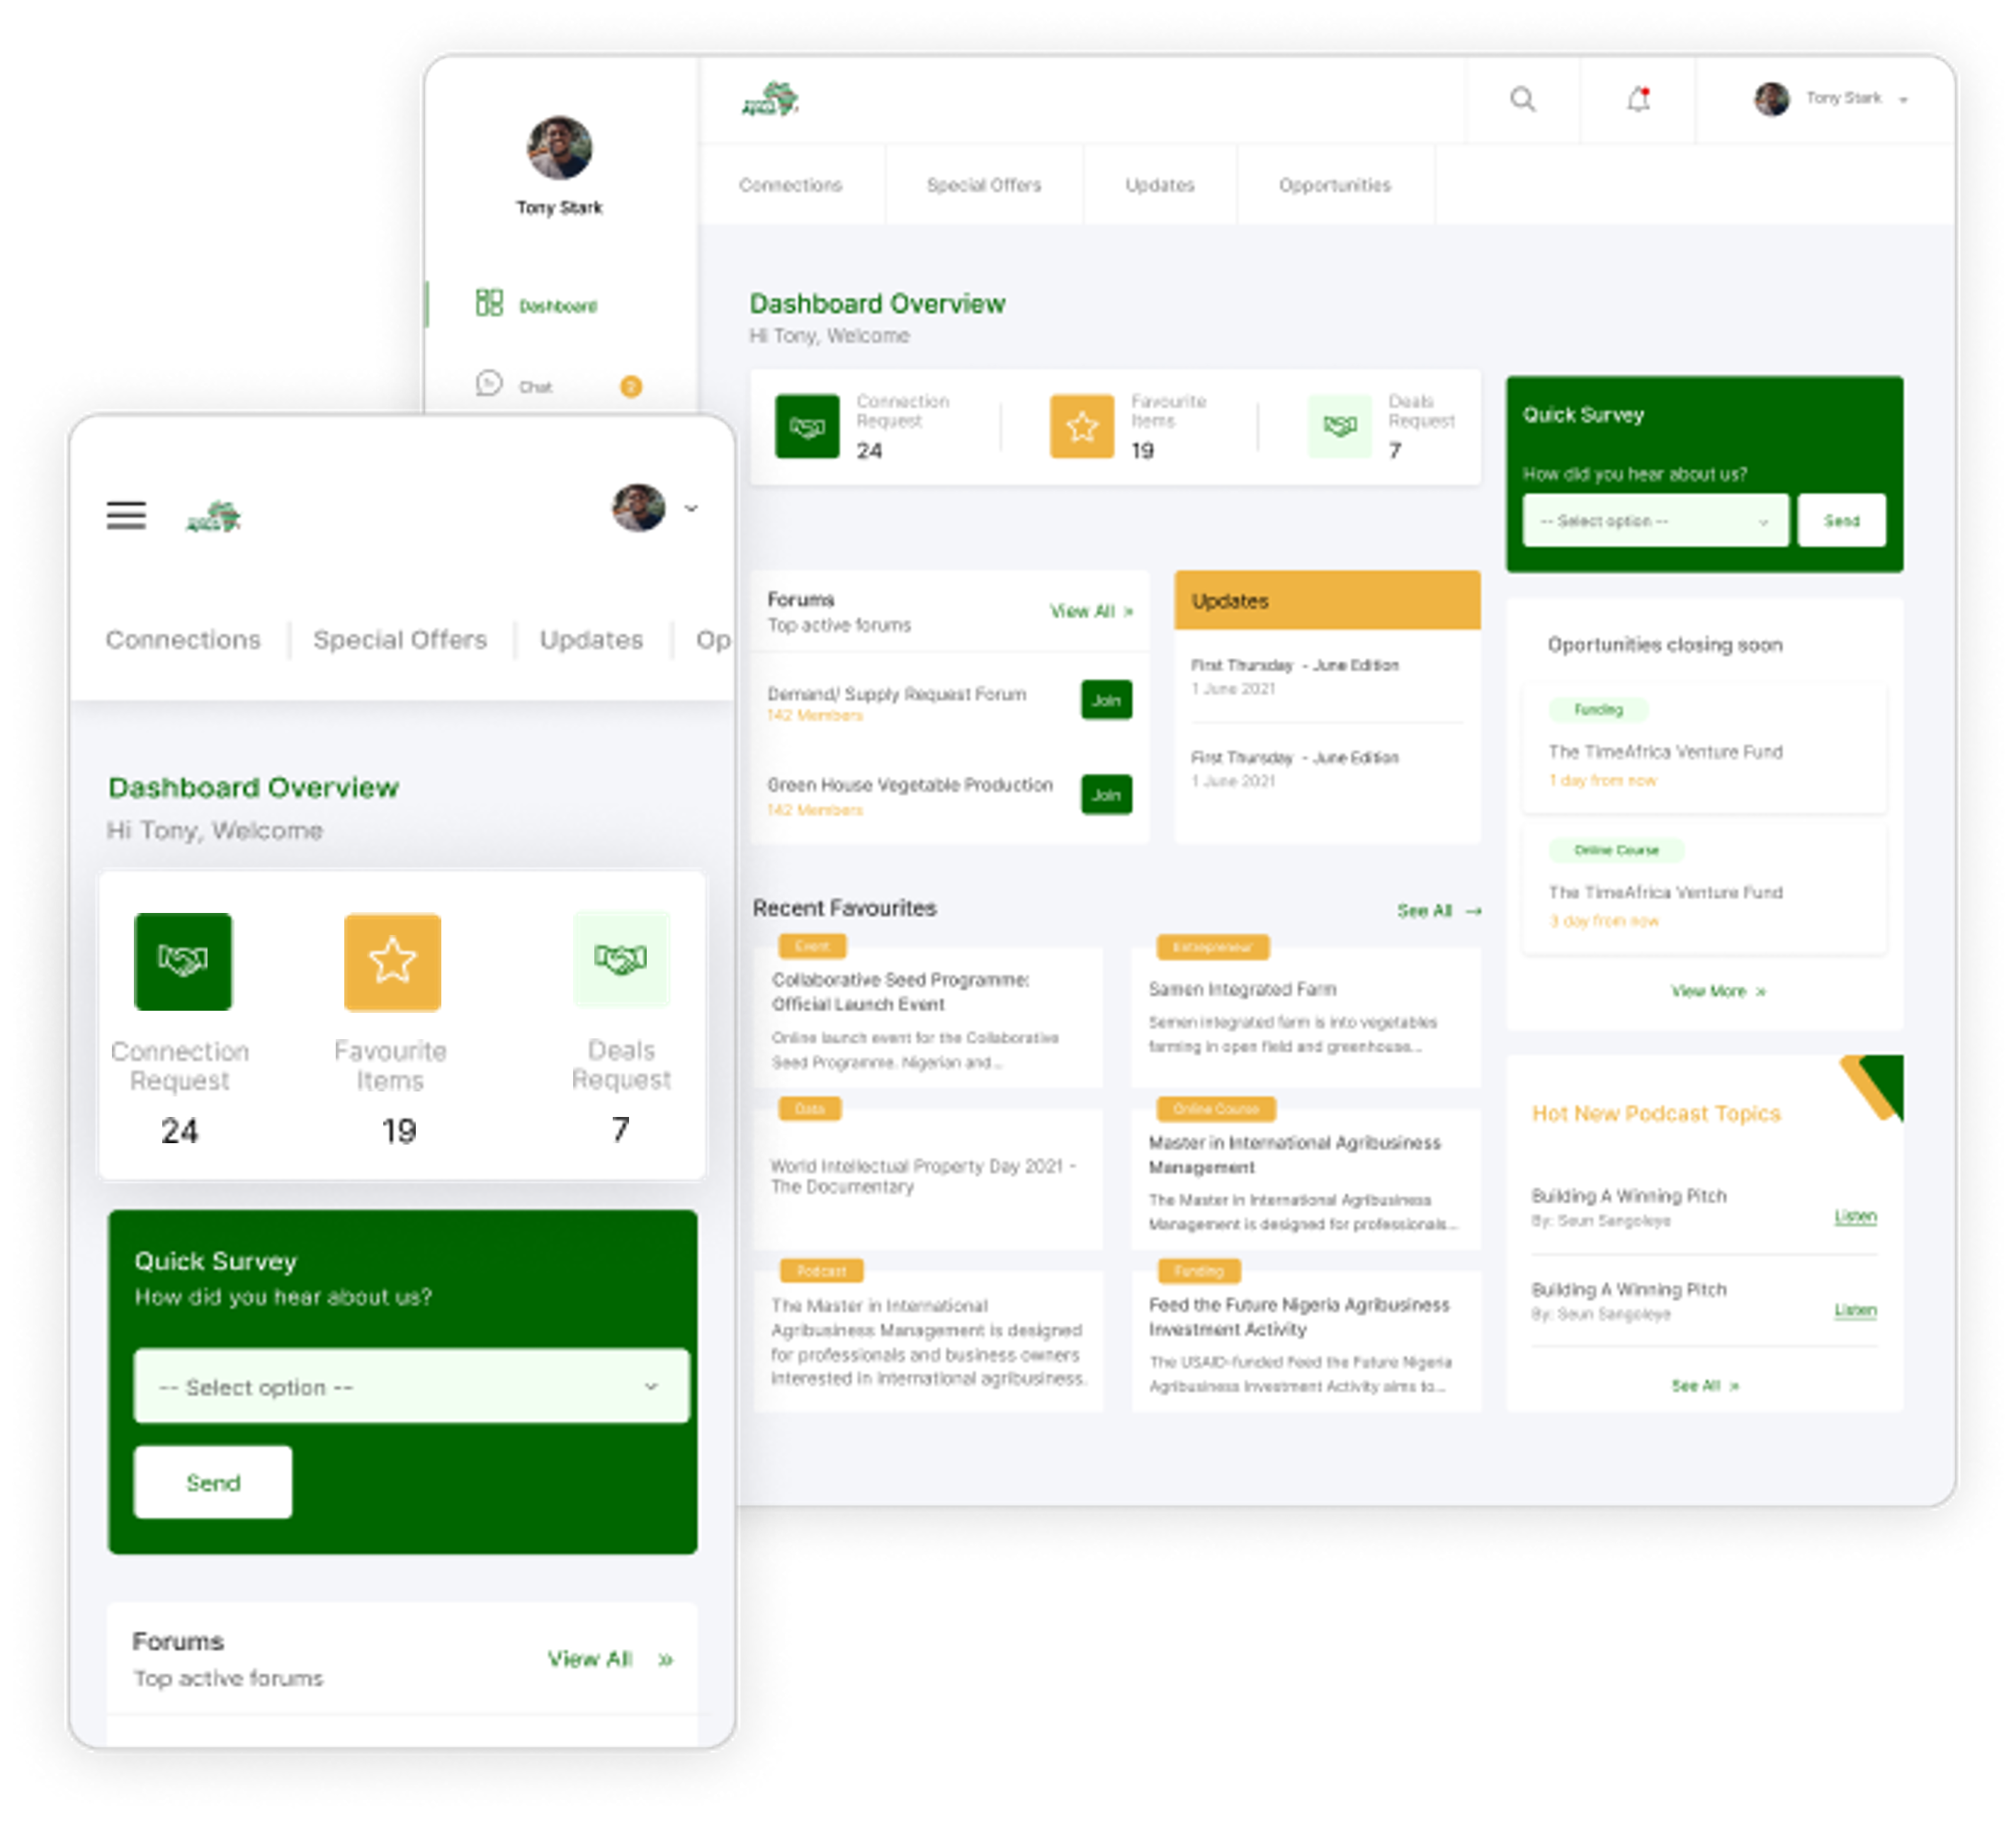 Tony Stark
Tony Stark
Connections
Special Offers
Updates
Opportunities
Dashboard
Chat
2
Dashboard Overview
Hi Tony, Welcome
Connection
Request
24
Favourite
Items
19
Deals
Request
7
Quick Survey
How did you hear about us?
-- Select option --
Send
Forums
Top active forums
View All »
Demand/ Supply Request Forum
142 Members
Join
Green House Vegetable Production
142 Members
Join
Updates
First Thursday - June Edition
1 June 2021
First Thursday - June Edition
1 June 2021
Oportunities closing soon
Funding
The TimeAfrica Venture Fund
1 day from now
Online Course
The TimeAfrica Venture Fund
3 day from now
View More »
Recent Favourites
See All →
Event
Collaborative Seed Programme:
Official Launch Event
Online launch event for the Collaborative
Seed Programme. Nigerian and...
Entrepreneur
Samen Integrated Farm
Semen integrated farm is into vegetables
farming in open field and greenhouse...
Data
World Intellectual Property Day 2021 -
The Documentary
Online Course
Master in International Agribusiness
Management
The Master in International Agribusiness
Management is designed for professionals...
Podcast
The Master in International
Agribusiness Management is designed
for professionals and business owners
interested in international agribusiness.
Funding
Feed the Future Nigeria Agribusiness
Investment Activity
The USAID-funded Feed the Future Nigeria
Agribusiness Investment Activity aims to...
Hot New Podcast Topics
Building A Winning Pitch
By: Seun Sangoleye
Listen
Building A Winning Pitch
By: Seun Sangoleye
Listen
See All »
Connections
Special Offers
Updates
Op
Dashboard Overview
Hi Tony, Welcome
Connection
Request
24
Favourite
Items
19
Deals
Request
7
Quick Survey
How did you hear about us?
-- Select option --
Send
Forums
Top active forums
View All »